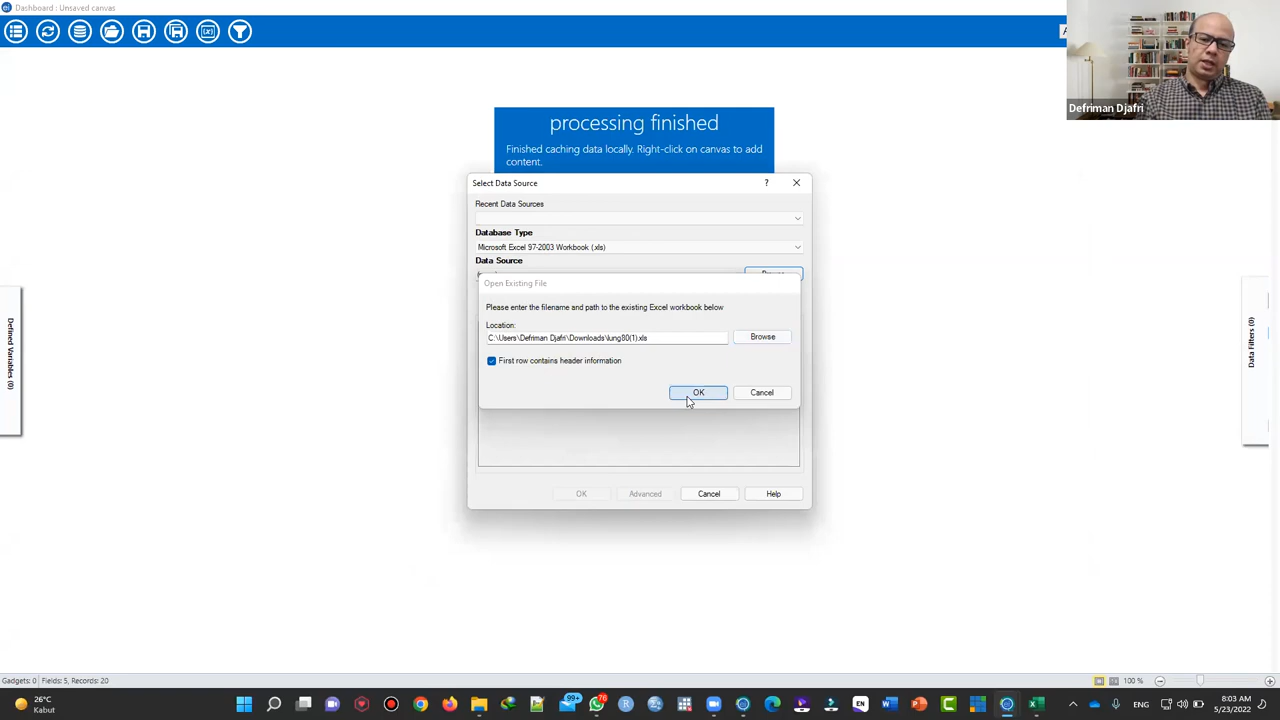 Dashboard : Unsaved canvas
Defriman Djafri
processing finished
Finished caching data locally. Right-click on canvas to add
content.
Select Data Source
?
Recent Data Sources
Database Type
Microsoft Excel 97-2003 Workbook (.xls)
Data Source
Open Existing File
Please enter the filename and path to the existing Excel workbook below
Location:
C:\Users\Defriman Djafri\Downloads\lung80(1).xls
Browse
First row contains header information
OK
Cancel
OK
Advanced
Cancel
Help
Defined Variables (0)
Data Filters (0)
Gadgets: 0
Fields: 5, Records: 20
100 %
26°C
Kabut
99+
76
EN
ENG
8:03 AM
5/23/2022